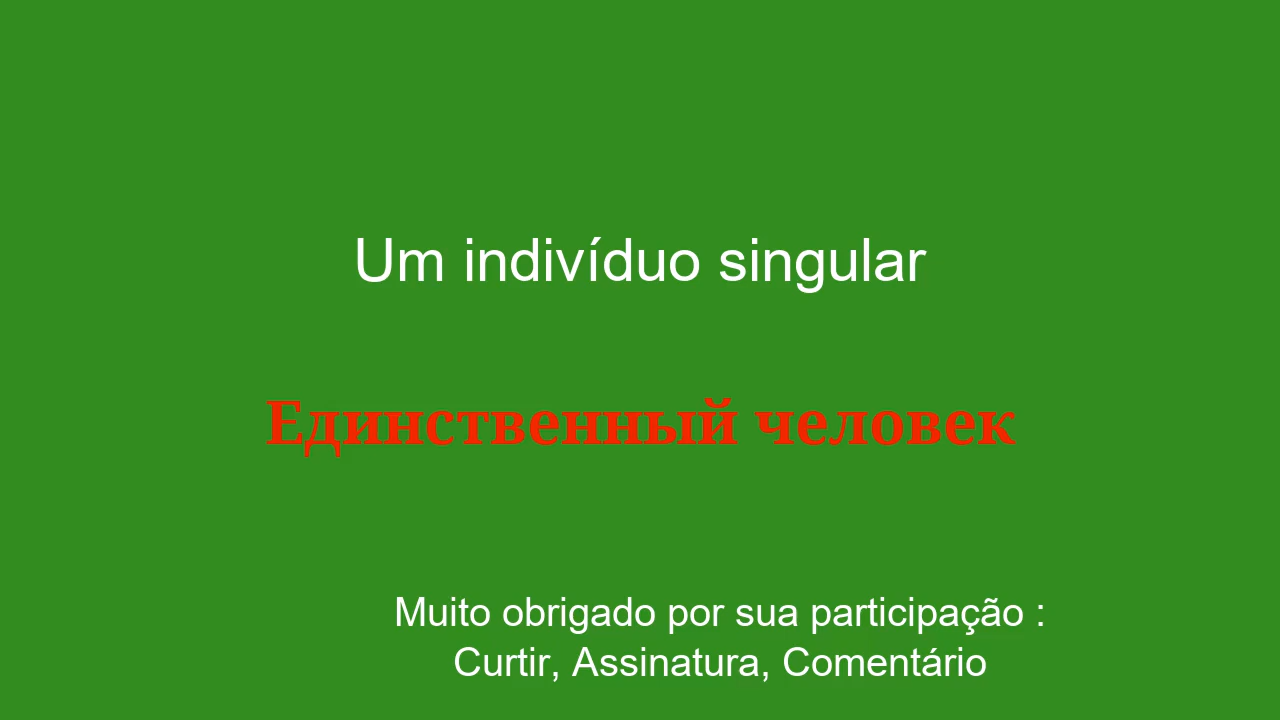 Um indivíduo singular
Единственный человек
Muito obrigado por sua participação :
Curtir, Assinatura, Comentário